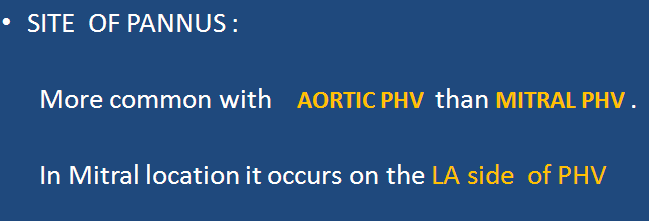 • SITE OF PANNUS :
More common with AORTIC PHV than MITRAL PHV .
In Mitral location it occurs on the LA side of PHV